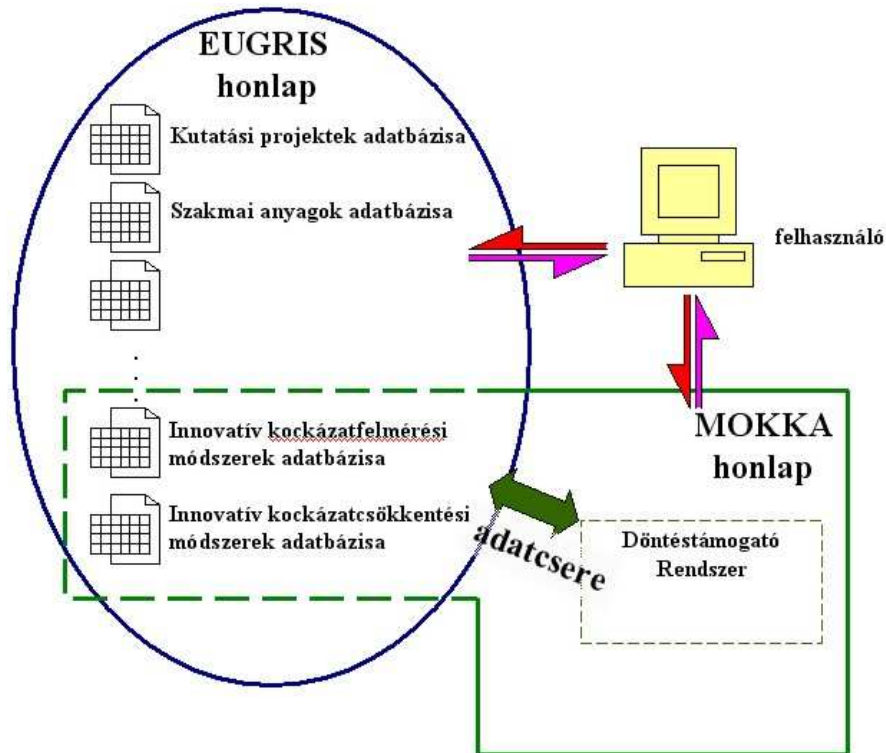 EUGRIS
honlap
Kutatási projektek adatbázisa
Szakmai anyagok adatbázisa
felhasználó
Innovatív kockázatfelmérési
módszerek adatbázisa
Innovatív kockázatcsökkentési
módszerek adatbázisa
MOKKA
honlap
adatcsere
Döntéstámogató
Rendszer